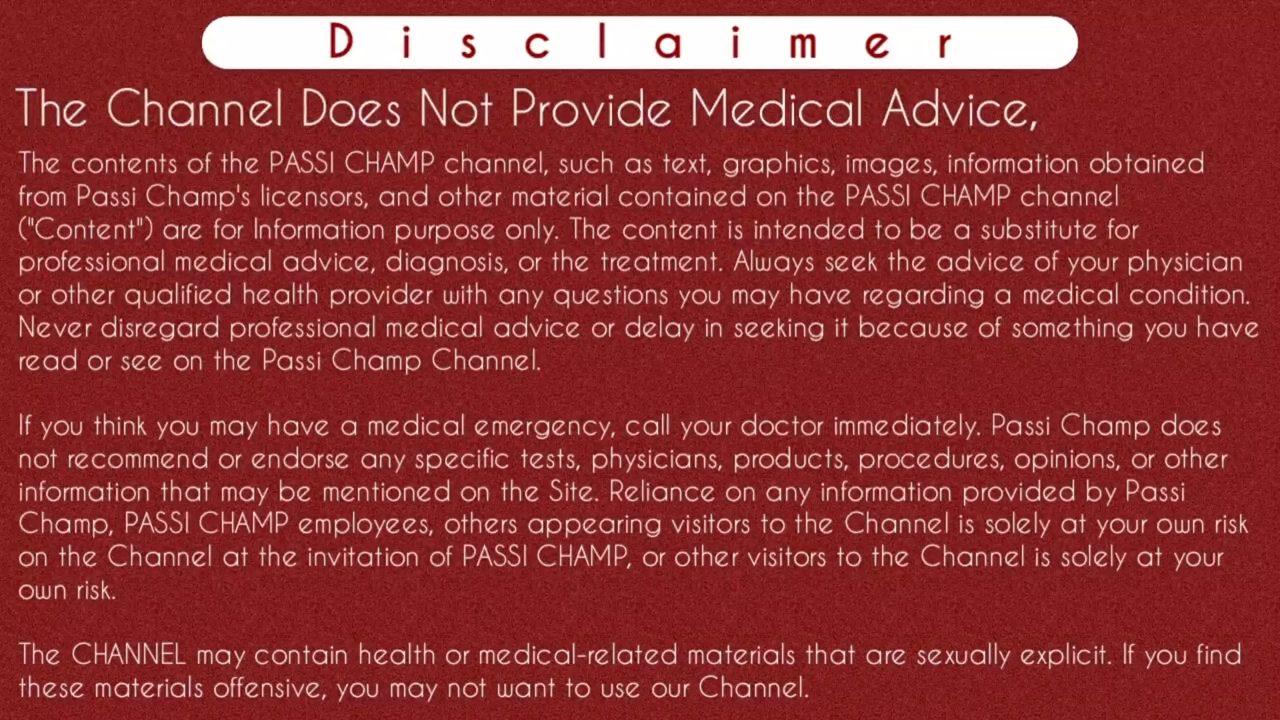 Disclaimer
The Channel Does Not Provide Medical Advice,
The contents of the PASSI CHAMP channel, such as text, graphics, images, information obtained
from Passi Champ's licensors, and other material contained on the PASSI CHAMP channel
("Content") are for Information purpose only. The content is intended to be a substitute for
professional medical advice, diagnosis, or the treatment. Always seek the advice of your physician
or other qualified health provider with any questions you may have regarding a medical condition.
Never disregard professional medical advice or delay in seeking it because of something you have
read or see on the Passi Champ Channel.
If you think you may have a medical emergency, call your doctor immediately. Passi Champ does
not recommend or endorse any specific tests, physicians, products, procedures, opinions, or other
information that may be mentioned on the Site. Reliance on any information provided by Passi
Champ, PASSI CHAMP employees, others appearing visitors to the Channel is solely at your own risk
on the Channel at the invitation of PASSI CHAMP, or other visitors to the Channel is solely at your
own risk.
The CHANNEL may contain health or medical-related materials that are sexually explicit. If you find
these materials offensive, you may not want to use our Channel.